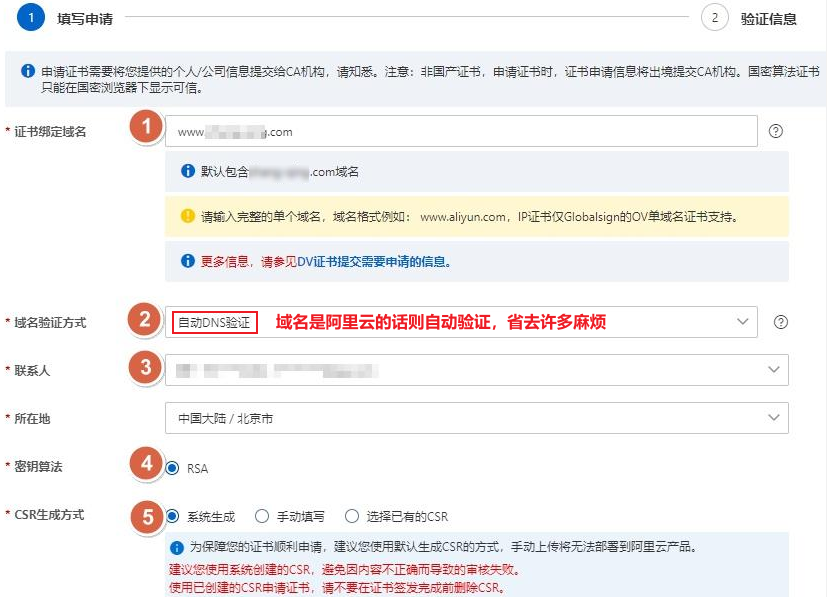 1 填写申请 2 验证信息
申请证书需要将您提供的个人/公司信息提交给CA机构，请知悉。注意：非国产证书，申请证书时，证书申请信息将出境提交CA机构。国密算法证书
只能在国密浏览器下显示可信。
* 证书绑定域名 1 www. .com ?
默认包含 .com域名
请输入完整的单个域名，域名格式例如： www.aliyun.com，IP证书仅Globalsign的OV单域名证书支持。
更多信息，请参见DV证书提交需要申请的信息。
* 域名验证方式 2 自动DNS验证 域名是阿里云的话则自动验证，省去许多麻烦 ?
* 联系人 3
* 所在地 中国大陆 / 北京市
* 密钥算法 4 RSA
* CSR生成方式 5 系统生成 手动填写 选择已有的CSR
为保障您的证书顺利申请，建议您使用默认生成CSR的方式，手动上传将无法部署到阿里云产品。
建议您使用系统创建的CSR，避免因内容不正确而导致的审核失败。
使用已创建的CSR申请证书，请不要在证书签发完成前删除CSR。